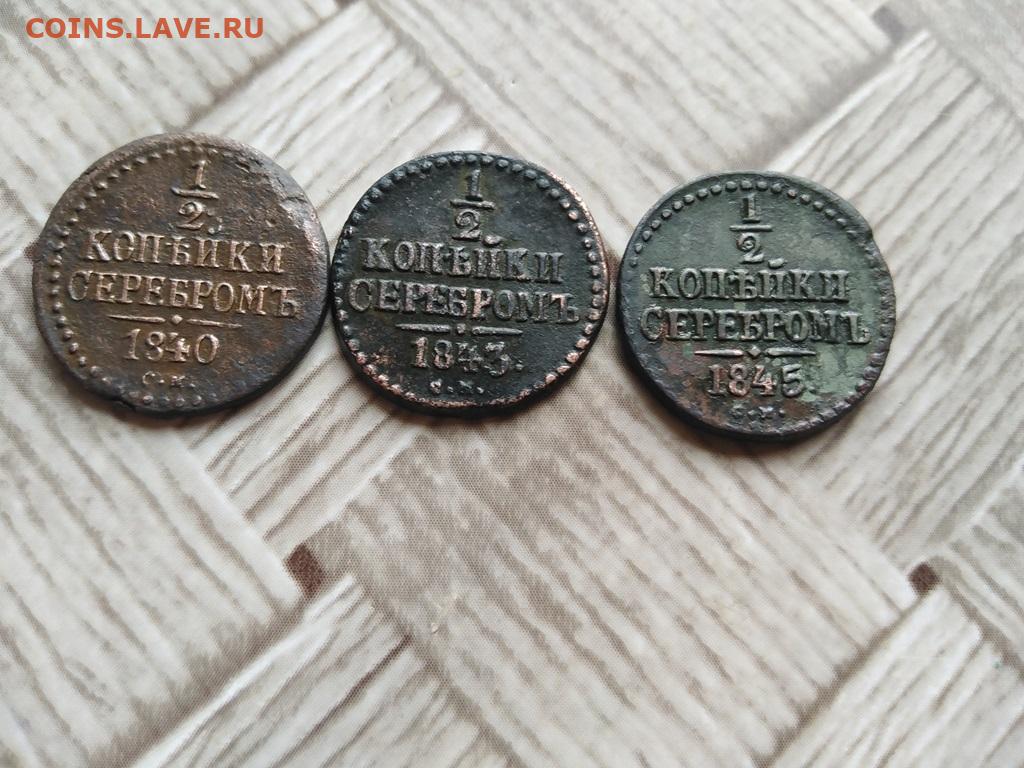 COINS.LAVE.RU
1/2
КОПѢЙКИ
СЕРЕБРОМЪ
1840
С.М.
1/2
КОПѢЙКИ
СЕРЕБРОМЪ
1843.
С.М.
1/2
КОПѢЙКИ
СЕРЕБРОМЪ
1845.
С.М.